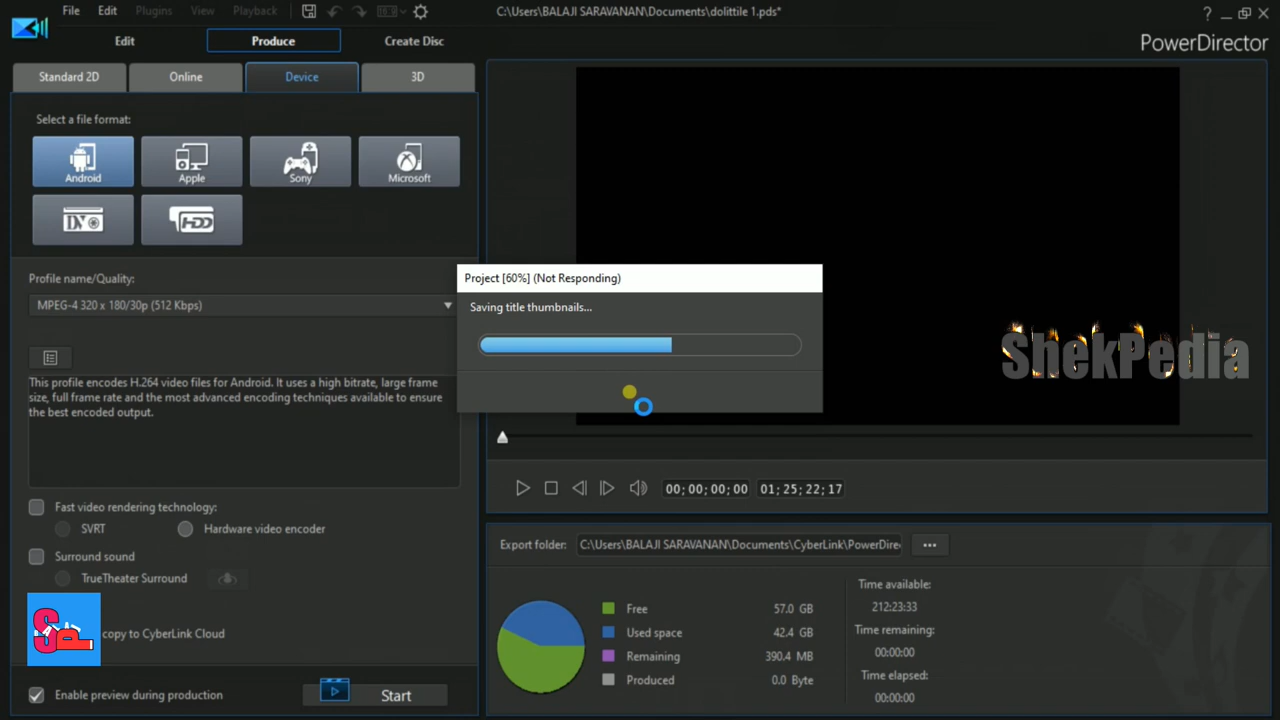 File Edit Plugins View Playback
C:\Users\BALAJI SARAVANAN\Documents\dolittile 1.pds*
?
PowerDirector
Edit
Produce
Create Disc
Standard 2D
Online
Device
3D
Select a file format:
Android
Apple
Sony
Microsoft
DV
HDD
Profile name/Quality:
MPEG-4 320 x 180/30p (512 Kbps)
This profile encodes H.264 video files for Android. It uses a high bitrate, large frame
size, full frame rate and the most advanced encoding techniques available to ensure
the best encoded output.
Fast video rendering technology:
SVRT
Hardware video encoder
Surround sound
TrueTheater Surround
copy to CyberLink Cloud
Enable preview during production
Start
Project [60%] (Not Responding)
Saving title thumbnails...
ShekPedia
00; 00; 00; 00
01; 25; 22; 17
Export folder:
C:\Users\BALAJI SARAVANAN\Documents\CyberLink\PowerDire
...
Free 57.0 GB
Used space 42.4 GB
Remaining 390.4 MB
Produced 0.0 Byte
Time available:
212:23:33
Time remaining:
00:00:00
Time elapsed:
00:00:00